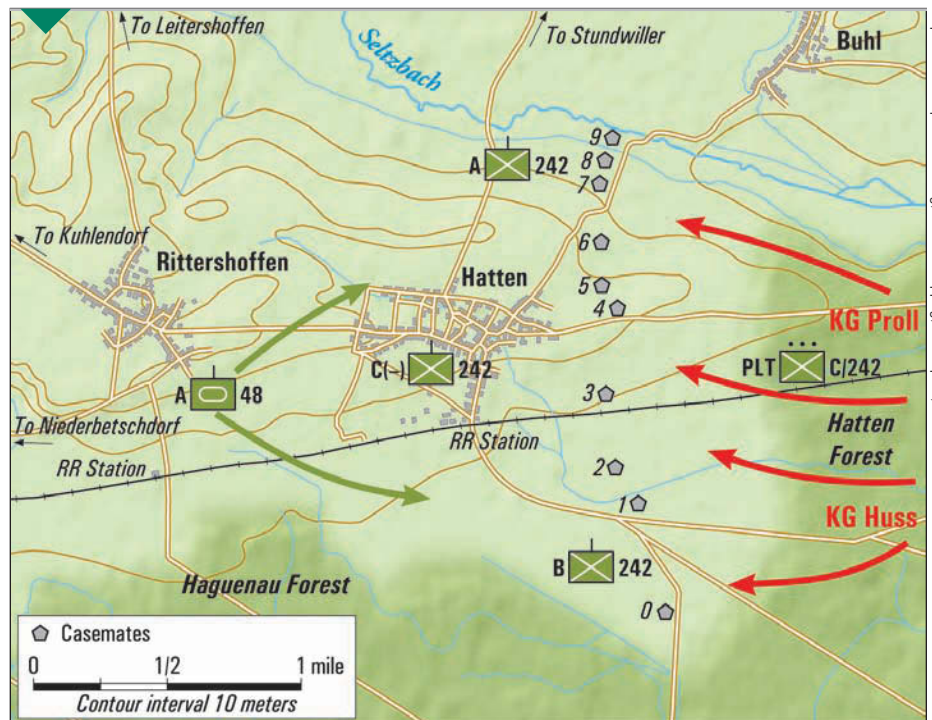 To Leitershoffen
To Stundwiller
Seltzbach
Buhl
9
A 242
8
7
To Kuhlendorf
Rittershoffen
6
Hatten
5
4
KG Proll
C(–) 242
PLT C/242
A 48
3
To Niederbetschdorf
RR Station
Hatten
Forest
RR Station
2
1
KG Huss
B 242
Haguenau Forest
0
Casemates
0 1/2 1 mile
Contour interval 10 meters